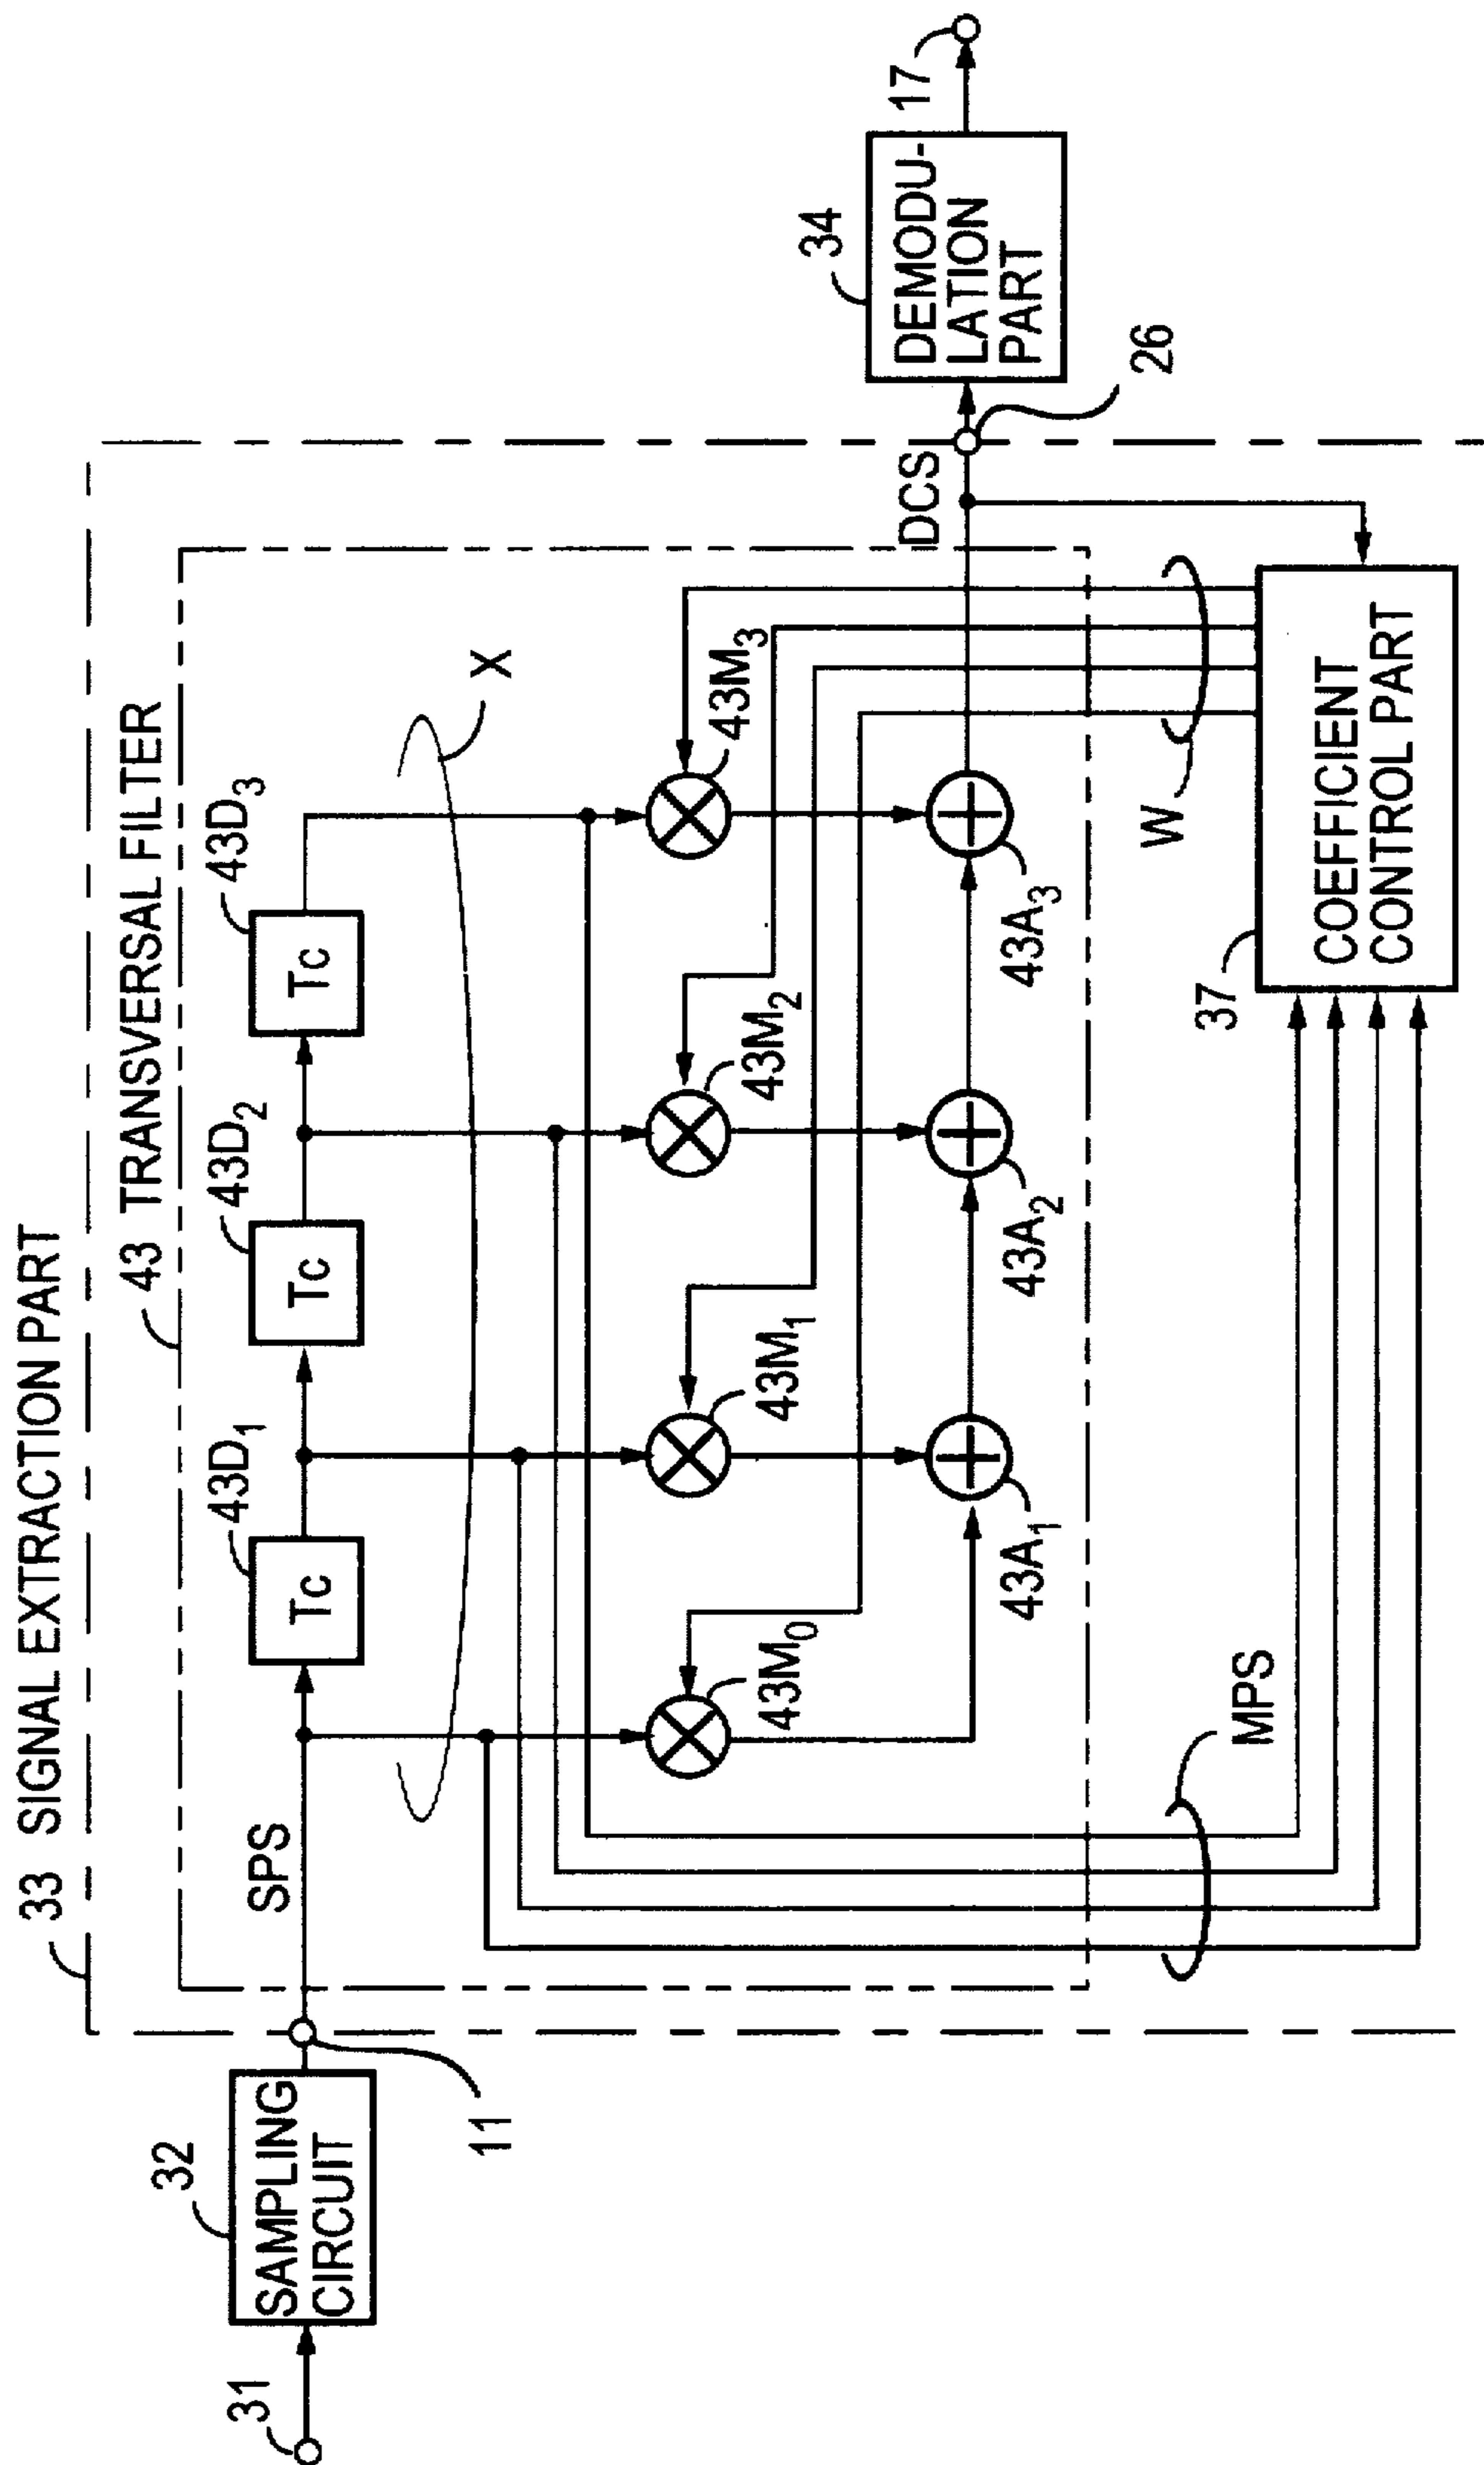 33 SIGNAL EXTRACTION PART
43 TRANSVERSAL FILTER
32
SAMPLING
CIRCUIT
31
11
SPS
43D1
Tc
43D2
Tc
43D3
Tc
X
43M0
43M1
43M2
43M3
43A1
43A2
43A3
DCS
26
34
DEMODU-
LATION
PART
17
MPS
W
37
COEFFICIENT
CONTROL PART